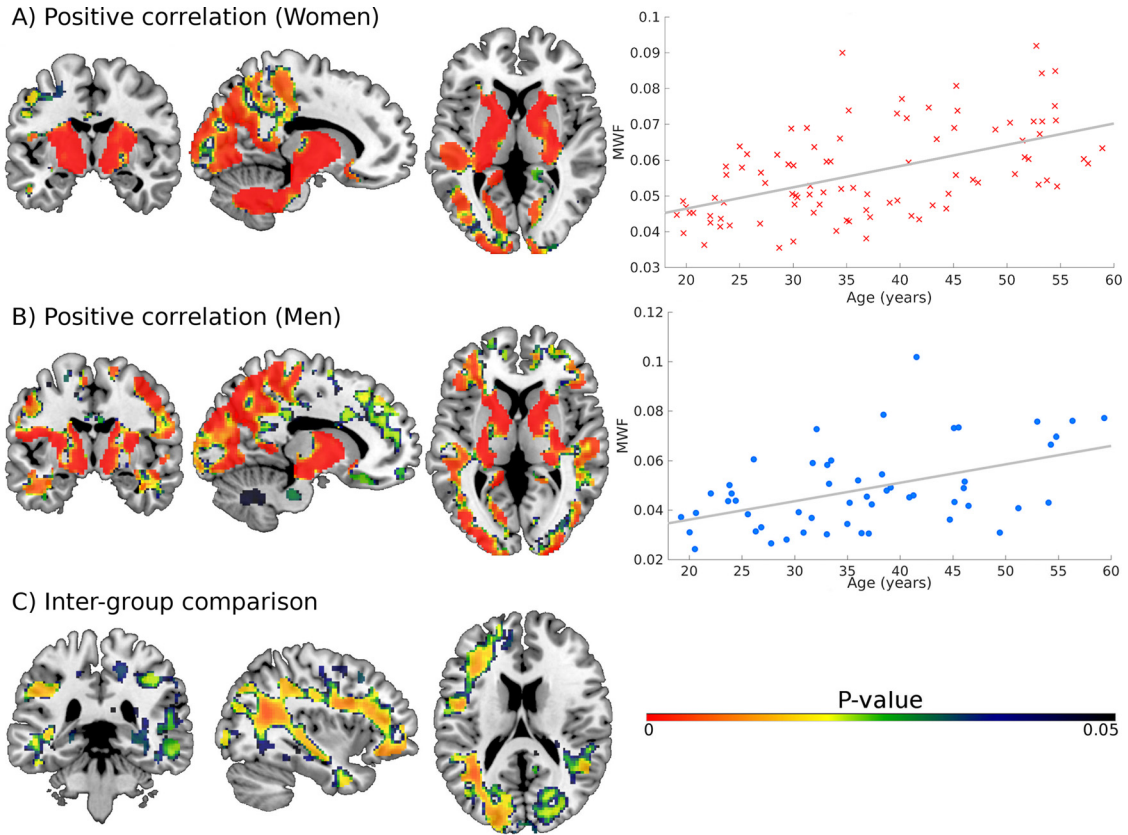 A) Positive correlation (Women)
0.1
0.09
0.08
0.07
0.06
0.05
0.04
0.03
MWF
20 25 30 35 40 45 50 55 60
Age (years)
B) Positive correlation (Men)
0.12
0.1
0.08
0.06
0.04
0.02
MWF
20 25 30 35 40 45 50 55 60
Age (years)
C) Inter-group comparison
P-value
0 0.05